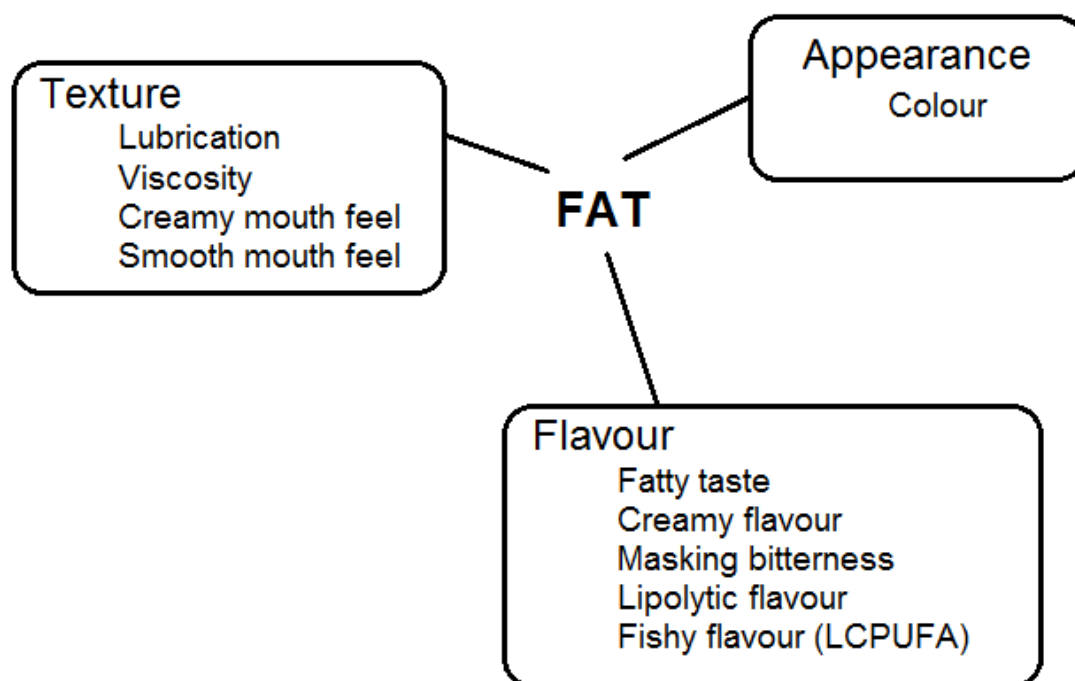 Texture
Lubrication
Viscosity
Creamy mouth feel
Smooth mouth feel
Appearance
Colour
FAT
Flavour
Fatty taste
Creamy flavour
Masking bitterness
Lipolytic flavour
Fishy flavour (LCPUFA)